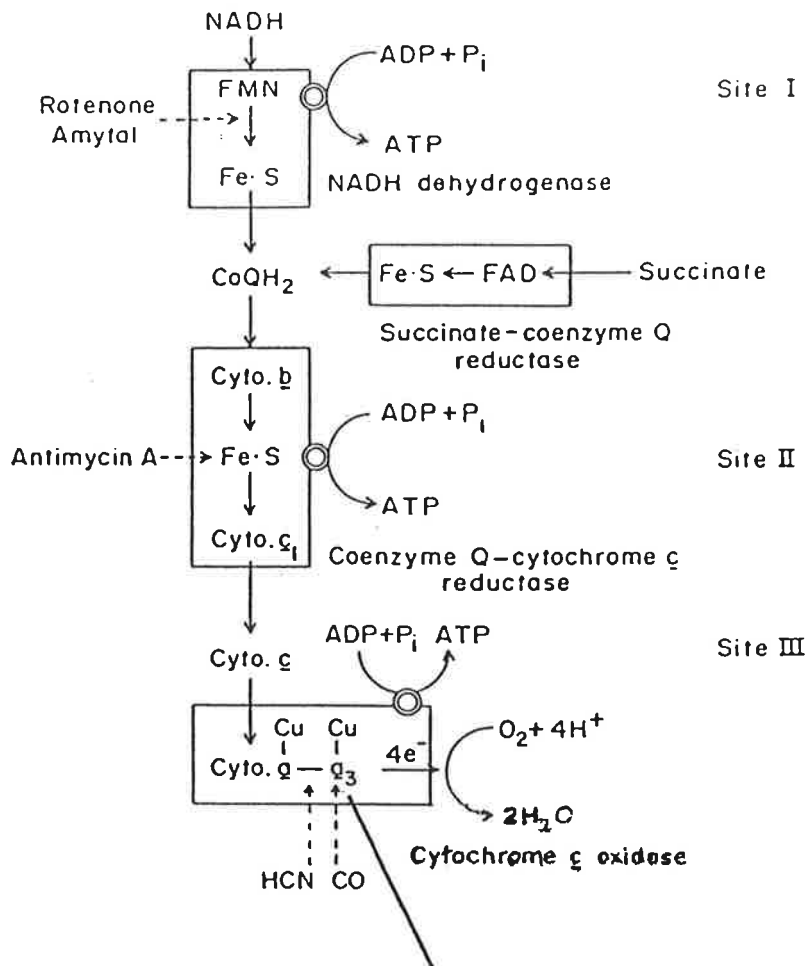 NADH
ADP+Pi
Site I
FMN
Rotenone
Amytal
ATP
Fe·S
NADH dehydrogenase
CoQH2
Fe·S ← FAD
Succinate
Succinate-coenzyme Q
reductase
Cyto. b
ADP+Pi
Antimycin A
Fe·S
Site II
ATP
Cyto. c1
Coenzyme Q-cytochrome c
reductase
ADP+Pi ATP
Site III
Cyto. c
Cu Cu
O2+ 4H+
Cyto. a — a3
4e-
2H2O
Cytochrome c oxidase
HCN CO